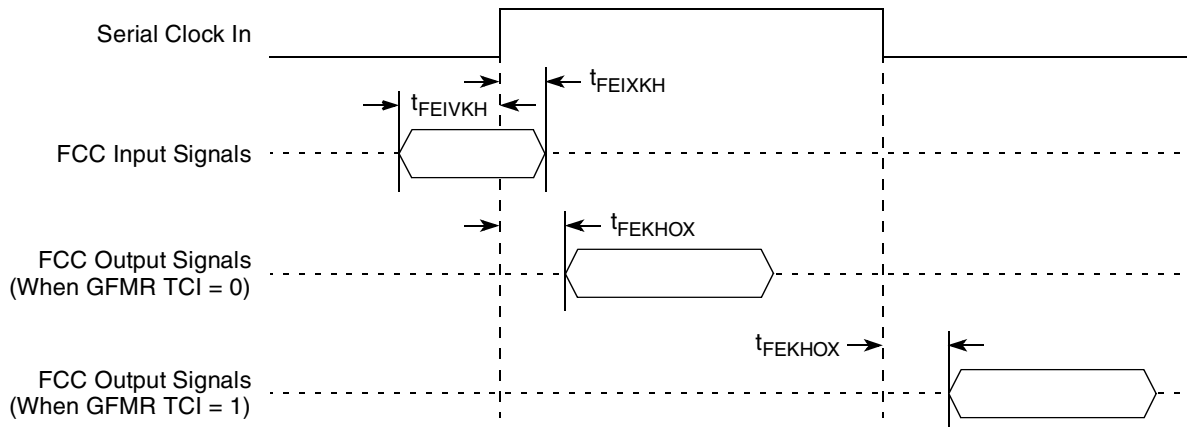 Serial Clock In
tFEIXKH
tFEIVKH
FCC Input Signals
tFEKHOX
FCC Output Signals
(When GFMR TCI = 0)
tFEKHOX
FCC Output Signals
(When GFMR TCI = 1)